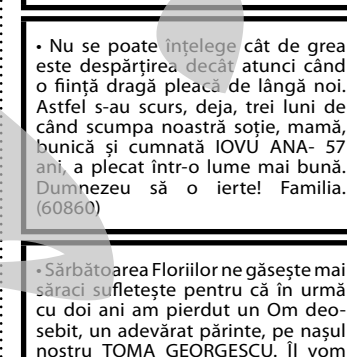 • Nu se poate înțelege cât de grea
este despărțirea decât atunci când
o ființă dragă pleacă de lângă noi.
Astfel s-au scurs, deja, trei luni de
când scumpa noastră soție, mamă,
bunică și cumnată IOVU ANA- 57
ani, a plecat într-o lume mai bună.
Dumnezeu să o ierte! Familia.
(60860)
• Sărbătoarea Floriilor ne găsește mai
săraci sufletește pentru că în urmă
cu doi ani am pierdut un Om deo-
sebit, un adevărat părinte, pe nașul
nostru TOMA GEORGESCU. Îl vom